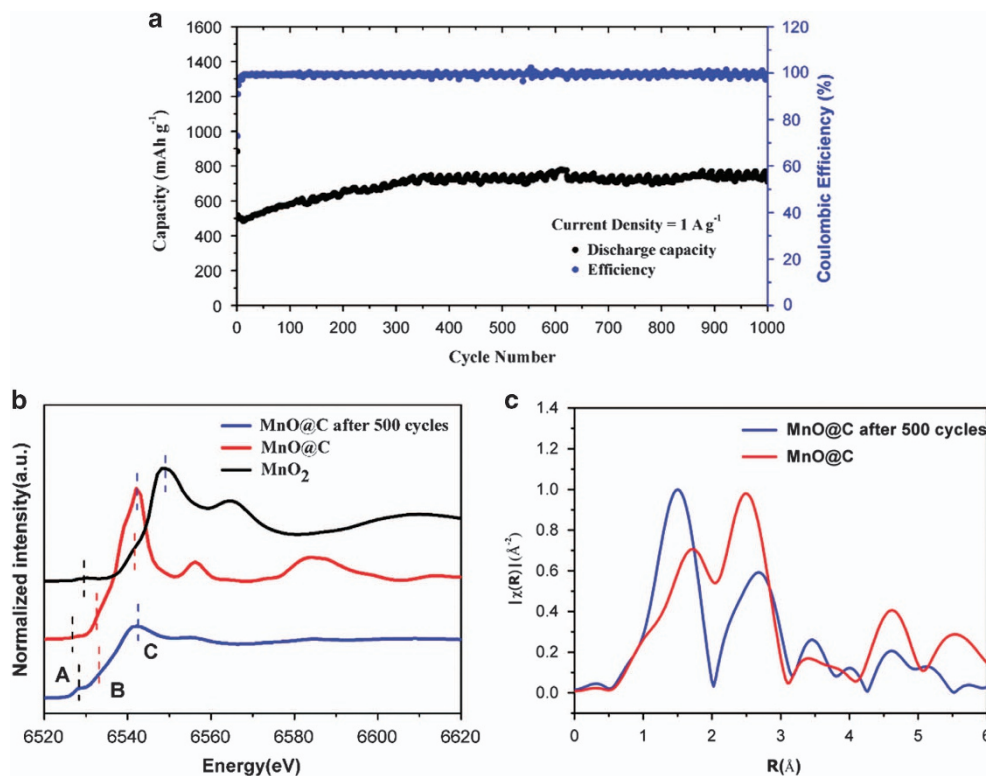 a
1600
1400
1300
1000
800
600
400
200
0
Capacity (mAh g⁻¹)
120
100
80
60
40
20
0
Coulombic Efficiency (%)
Current Density = 1 A g⁻¹
Discharge capacity
Efficiency
0 100 200 300 400 500 600 700 800 900 1000
Cycle Number
b
Normalized intensity(a.u.)
MnO@C after 500 cycles
MnO@C
MnO₂
A
B
C
6520 6540 6560 6580 6600 6620
Energy(eV)
c
1.4
1.2
1.0
0.8
0.6
0.4
0.2
0.0
|χ(R)|(Å⁻²)
MnO@C after 500 cycles
MnO@C
0 1 2 3 4 5 6
R(Å)